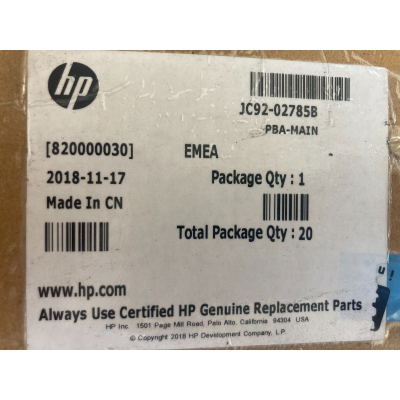 hp
JC92-02785B
PBA-MAIN
[820000030] EMEA
2018-11-17 Package Qty : 1
Made In CN
Total Package Qty : 20
www.hp.com
Always Use Certified HP Genuine Replacement Parts
HP Inc. 1501 Page Mill Road, Palo Alto, California 94304 USA
© Copyright 2018 HP Development Company, L.P.